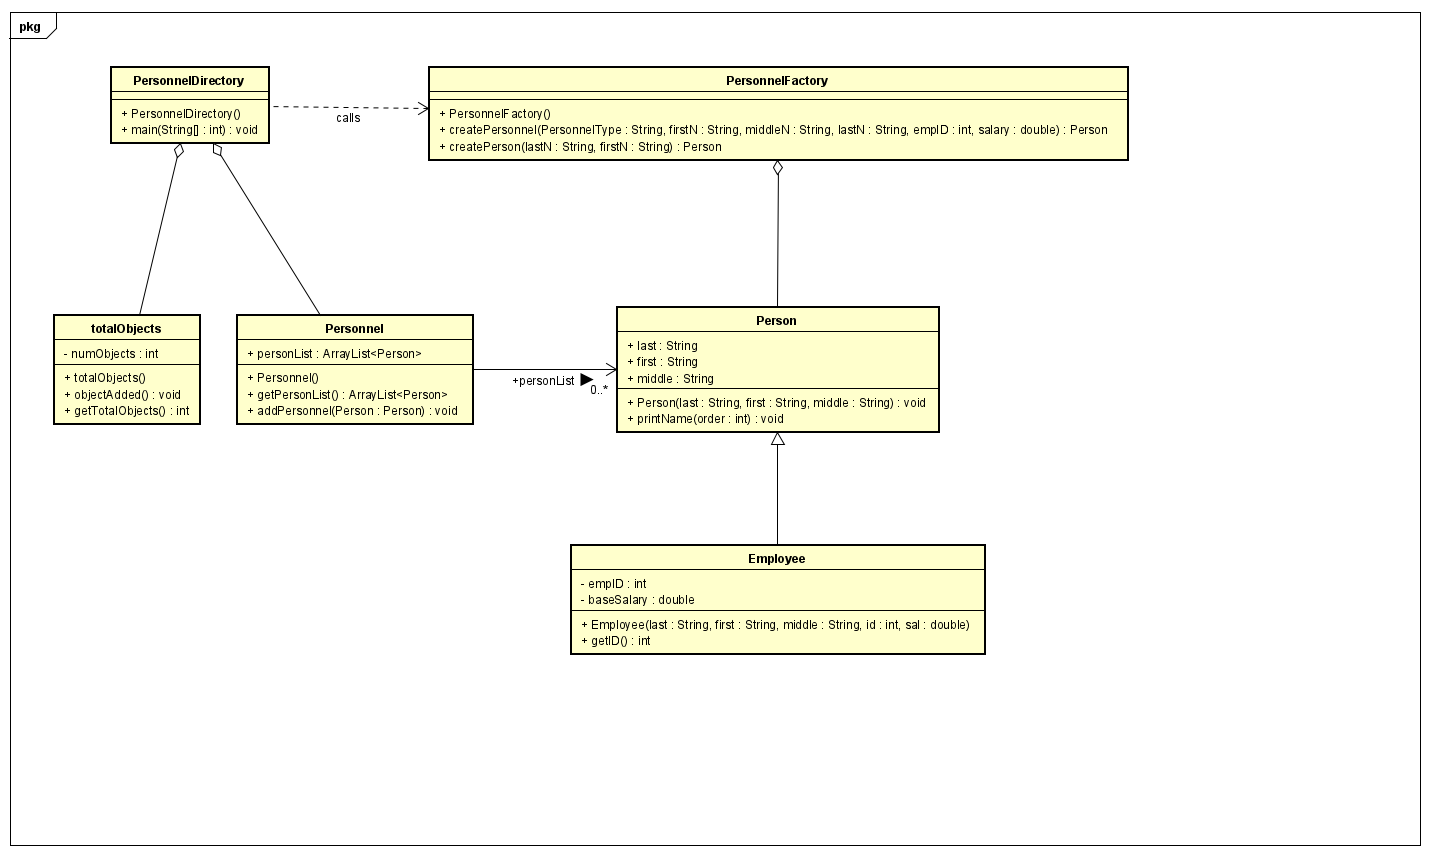 pkg
PersonnelDirectory
+ PersonnelDirectory()
+ main(String[] : int) : void
calls
PersonnelFactory
+ PersonnelFactory()
+ createPersonnel(PersonnelType : String, firstN : String, middleN : String, lastN : String, empID : int, salary : double) : Person
+ createPerson(lastN : String, firstN : String) : Person
totalObjects
- numObjects : int
+ totalObjects()
+ objectAdded() : void
+ getTotalObjects() : int
Personnel
+ personList : ArrayList<Person>
+ Personnel()
+ getPersonList() : ArrayList<Person>
+ addPersonnel(Person : Person) : void
+personList
0..*
Person
+ last : String
+ first : String
+ middle : String
+ Person(last : String, first : String, middle : String) : void
+ printName(order : int) : void
Employee
- empID : int
- baseSalary : double
+ Employee(last : String, first : String, middle : String, id : int, sal : double)
+ getID() : int